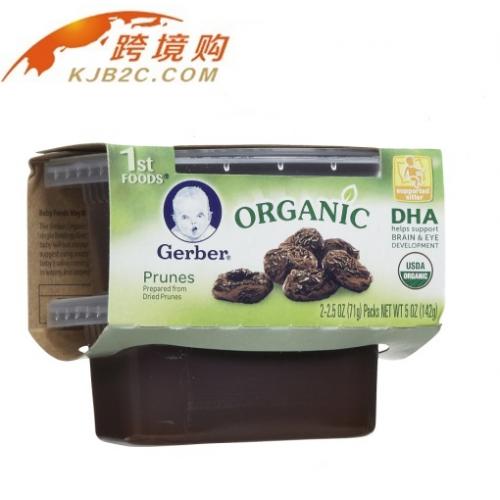 跨境购
KJB2C.COM
1st
FOODS®
Gerber®
ORGANIC
Prunes
Prepared from
Dried Prunes
supported
sitter
DHA
helps support
BRAIN & EYE
DEVELOPMENT
USDA
ORGANIC
2-2.5 OZ (71g) Packs NET WT 5 OZ (142g)